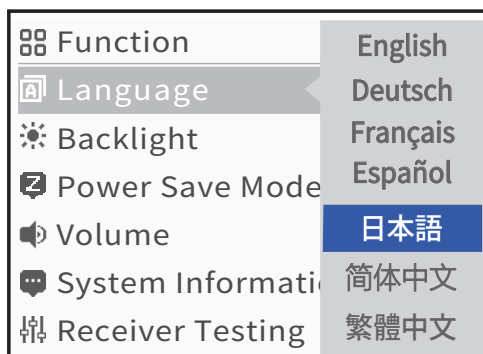 Function
Language
Backlight
Power Save Mode
Volume
System Informati
Receiver Testing
English
Deutsch
Français
Español
日本語
简体中文
繁體中文